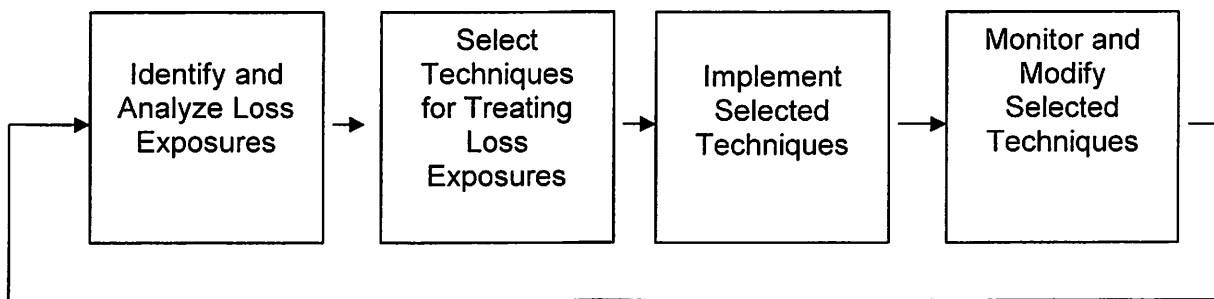 Identify and
Analyze Loss
Exposures
Select
Techniques
for Treating
Loss
Exposures
Implement
Selected
Techniques
Monitor and
Modify
Selected
Techniques